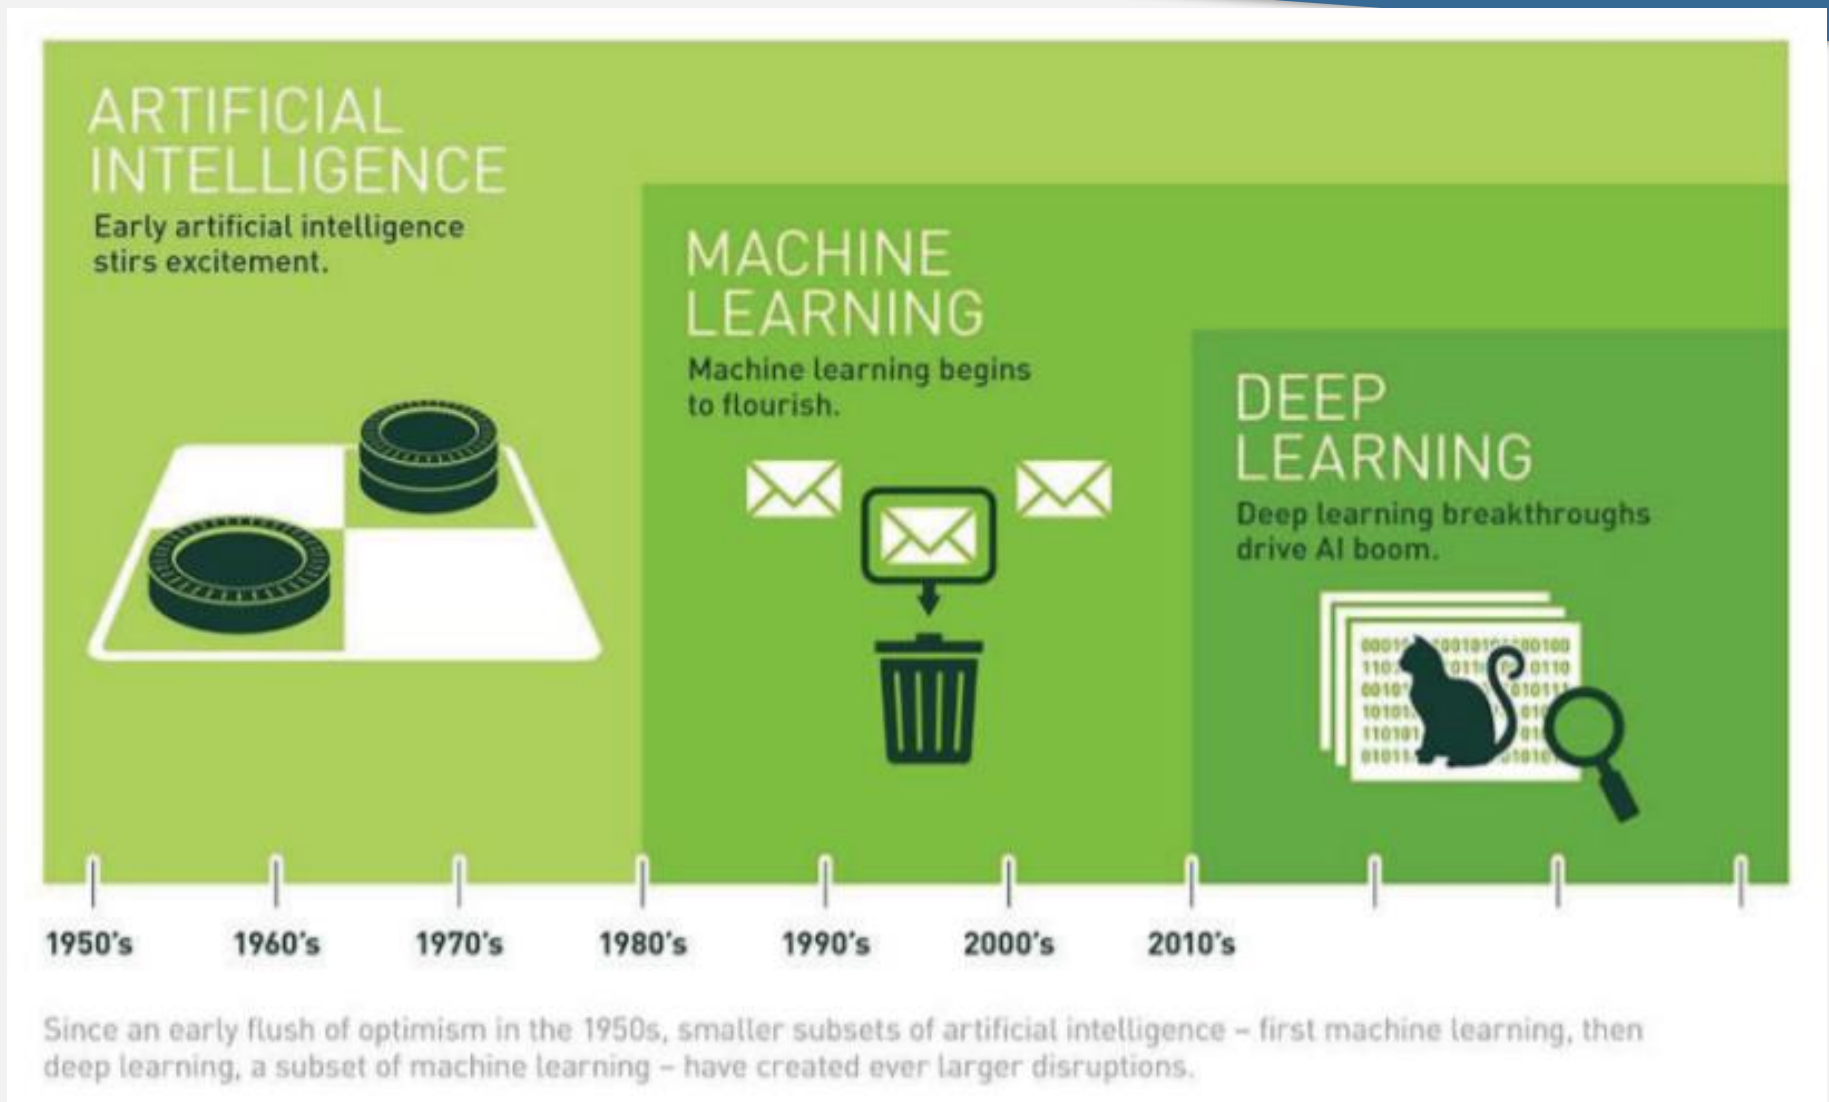 ARTIFICIAL
INTELLIGENCE
Early artificial intelligence
stirs excitement.
MACHINE
LEARNING
Machine learning begins
to flourish.
DEEP
LEARNING
Deep learning breakthroughs
drive AI boom.
1950's 1960's 1970's 1980's 1990's 2000's 2010's
Since an early flush of optimism in the 1950s, smaller subsets of artificial intelligence – first machine learning, then
deep learning, a subset of machine learning – have created ever larger disruptions.